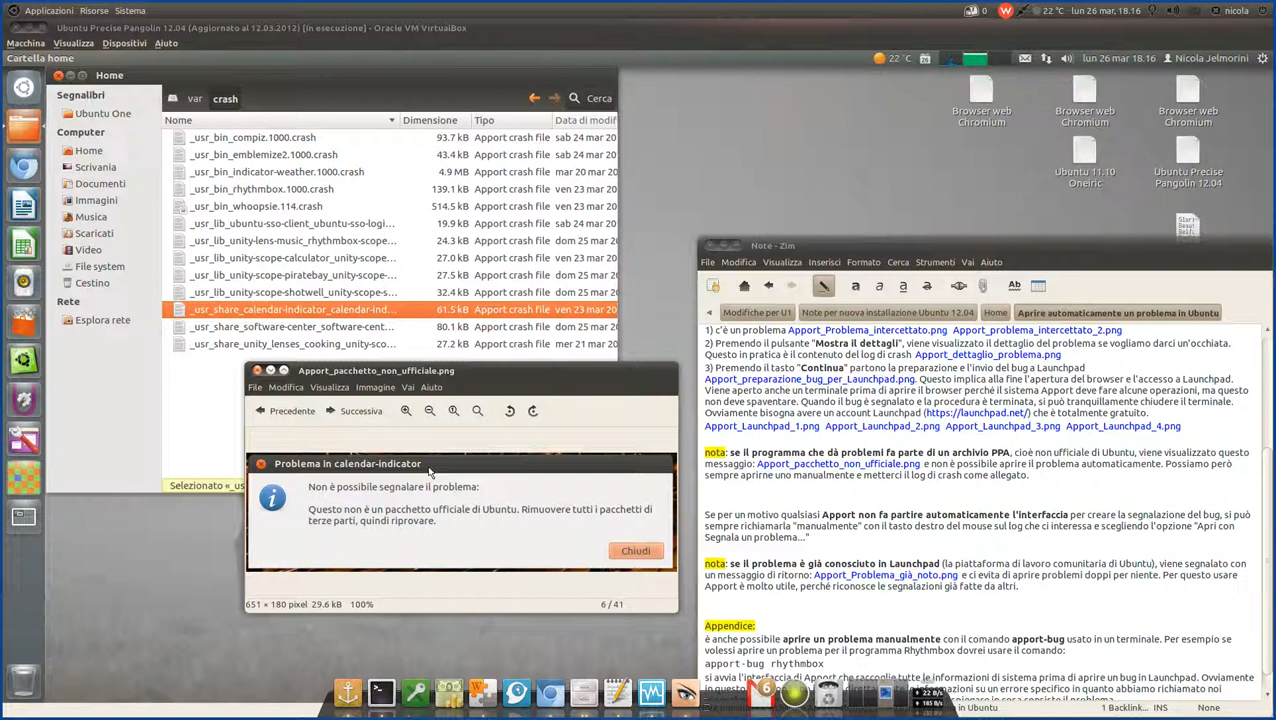 Applicazioni Risorse Sistema
0
22 °C
lun 26 mar, 18.16
nicola
Ubuntu Precise Pangolin 12.04 (Aggiornato al 12.03.2012) [In esecuzione] - Oracle VM VirtualBox
Macchina Visualizza Dispositivi Aiuto
Cartella home
22 °C
lun 26 mar 18.16
Nicola Jelmorini
Home
Segnalibri
Ubuntu One
Computer
Home
Scrivania
Documenti
Immagini
Musica
Scaricati
Video
File system
Cestino
Rete
Esplora rete
var crash
Cerca
Nome Dimensione Tipo Data di modif
_usr_bin_compiz.1000.crash 93.7 kB Apport crash file sab 24 mar 20
_usr_bin_emblemize2.1000.crash 43.4 kB Apport crash file sab 24 mar 20
_usr_bin_indicator-weather.1000.crash 4.9 MB Apport crash file mar 20 mar 20
_usr_bin_rhythmbox.1000.crash 139.1 kB Apport crash file ven 23 mar 20
_usr_bin_whoopsie.114.crash 514.5 kB Apport crash file ven 23 mar 20
_usr_lib_ubuntu-sso-client_ubuntu-sso-logi... 19.9 kB Apport crash file sab 24 mar 20
_usr_lib_unity-lens-music_rhythmbox-scope... 24.3 kB Apport crash file dom 25 mar 20
_usr_lib_unity-scope-calculator_unity-scope... 27.0 kB Apport crash file dom 25 mar 20
_usr_lib_unity-scope-piratebay_unity-scope-... 27.5 kB Apport crash file dom 25 mar 20
_usr_lib_unity-scope-shotwell_unity-scope-s... 32.4 kB Apport crash file dom 25 mar 20
_usr_share_calendar-indicator_calendar-ind... 61.5 kB Apport crash file ven 23 mar 20
_usr_share_software-center_software-cent... 80.1 kB Apport crash file dom 25 mar 20
_usr_share_unity_lenses_cooking_unity-sco... 27.2 kB Apport crash file mer 21 mar 20
Selezionato «_us
Browser web Chromium
Browser web Chromium
Browser web Chromium
Ubuntu 11.10 Oneiric
Ubuntu Precise Pangolin 12.04
Apport_pacchetto_non_ufficiale.png
File Modifica Visualizza Immagine Vai Aiuto
Precedente Successiva
Problema in calendar-indicator
Non è possibile segnalare il problema:
Questo non è un pacchetto ufficiale di Ubuntu. Rimuovere tutti i pacchetti di
terze parti, quindi riprovare.
Chiudi
651 × 180 pixel 29.6 kB 100% 6 / 41
Note - Zim
File Modifica Visualizza Inserisci Formato Cerca Strumenti Vai Aiuto
Modifiche per U1 Note per nuova installazione Ubuntu 12.04 Home Aprire automaticamente un problema in Ubuntu
1) c'è un problema Apport_Problema_intercettato.png Apport_problema_intercettato_2.png
2) Premendo il pulsante "Mostra il dettagli", viene visualizzato il dettaglio del problema se vogliamo darci un'occhiata.
Questo in pratica è il contenuto del log di crash Apport_dettaglio_problema.png
3) Premendo il tasto "Continua" partono la preparazione e l'invio del bug a Launchpad
Apport_preparazione_bug_per_Launchpad.png. Questo implica alla fine l'apertura del browser e l'accesso a Launchpad.
Viene aperto anche un terminale prima di aprire il browser perché il sistema Apport deve fare alcune operazioni, ma questo
non deve spaventare. Quando il bug è segnalato e la procedura è terminata, si può tranquillamente chiudere il terminale.
Ovviamente bisogna avere un account Launchpad (https://launchpad.net/) che è totalmente gratuito.
Apport_Launchpad_1.png Apport_Launchpad_2.png Apport_Launchpad_3.png Apport_Launchpad_4.png
nota: se il programma che dà problemi fa parte di un archivio PPA, cioè non ufficiale di Ubuntu, viene visualizzato questo
messaggio: Apport_pacchetto_non_ufficiale.png e non è possibile aprire il problema automaticamente. Possiamo però
sempre aprirne uno manualmente e metterci il log di crash come allegato.
Se per un motivo qualsiasi Apport non fa partire automaticamente l'interfaccia per creare la segnalazione del bug, si può
sempre richiamarla "manualmente" con il tasto destro del mouse sul log che ci interessa e scegliendo l'opzione "Apri con
Segnala un problema..."
nota: se il problema è già conosciuto in Launchpad (la piattaforma di lavoro comunitaria di Ubuntu), viene segnalato con
un messaggio di ritorno: Apport_Problema_già_noto.png e ci evita di aprire problemi doppi per niente. Per questo usare
Apport è molto utile, perché riconosce le segnalazioni già fatte da altri.
Appendice:
è anche possibile aprire un problema manualmente con il comando apport-bug usato in un terminale. Per esempio se
volessi aprire un problema per il programma Rhythmbox dovrei usare il comando:
apport-bug rhythmbox
si avvia l'interfaccia di Apport che raccoglie tutte le informazioni di sistema prima di aprire un bug in Launchpad. Ovviamente
1 Backlink... INS None